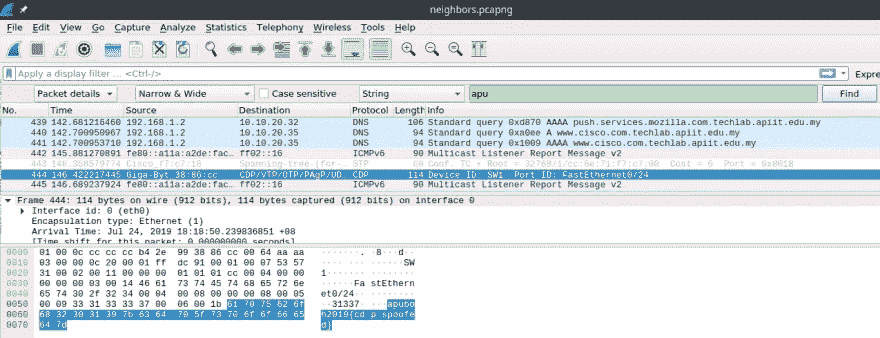 neighbors.pcapng
File Edit View Go Capture Analyze Statistics Telephony Wireless Tools Help
Apply a display filter ... <Ctrl-/> Expre
Packet details Narrow & Wide Case sensitive String apu Find
No. Time Source Destination Protocol Length Info
439 142.681216460 192.168.1.2 10.10.20.32 DNS 106 Standard query 0xd870 AAAA push.services.mozilla.com.techlab.apiit.edu.my
440 142.700950967 192.168.1.2 10.10.20.35 DNS 94 Standard query 0xa0ee A www.cisco.com.techlab.apiit.edu.my
441 142.700953710 192.168.1.2 10.10.20.35 DNS 94 Standard query 0x1009 AAAA www.cisco.com.techlab.apiit.edu.my
442 145.881270891 fe80::a11a:a2de:fac… ff02::16 ICMPv6 90 Multicast Listener Report Message v2
443 146.358579774 Cisco_f7:c5:18 Spanning-tree-(for-… STP 60 Conf. TC + Root = 32768/1/cc:8e:71:f7:c7:00 Cost = 0 Port = 0x8018
444 146.422217445 Giga-Byt_38:86:cc CDP/VTP/DTP/PAgP/UD… CDP 114 Device ID: SW1 Port ID: FastEthernet0/24
445 146.689237924 fe80::a11a:a2de:fac… ff02::16 ICMPv6 90 Multicast Listener Report Message v2
Frame 444: 114 bytes on wire (912 bits), 114 bytes captured (912 bits) on interface 0
Interface id: 0 (eth0)
Encapsulation type: Ethernet (1)
Arrival Time: Jul 24, 2019 18:18:50.239836851 +08
[Time shift for this packet: 0.000000000 seconds]
0000 01 00 0c cc cc cc b4 2e 99 38 86 cc 00 64 aa aa ········ ·8···d··
0010 03 00 00 0c 20 00 01 ff dc 91 00 01 00 07 53 57 ···· ··· ······SW
0020 31 00 02 00 11 00 00 00 01 01 01 cc 00 04 00 00 1······· ········
0030 00 00 00 03 00 14 46 61 73 74 45 74 68 65 72 6e ······Fa stEthern
0040 65 74 30 2f 32 34 00 04 00 08 00 00 00 08 00 05 et0/24·· ········
0050 00 09 33 31 33 33 37 00 06 00 1b 61 70 75 62 6f ··31337· ···apubo
0060 68 32 30 31 39 7b 63 64 70 5f 73 70 6f 6f 66 65 h2019{cd p_spoofe
0070 64 7d d}